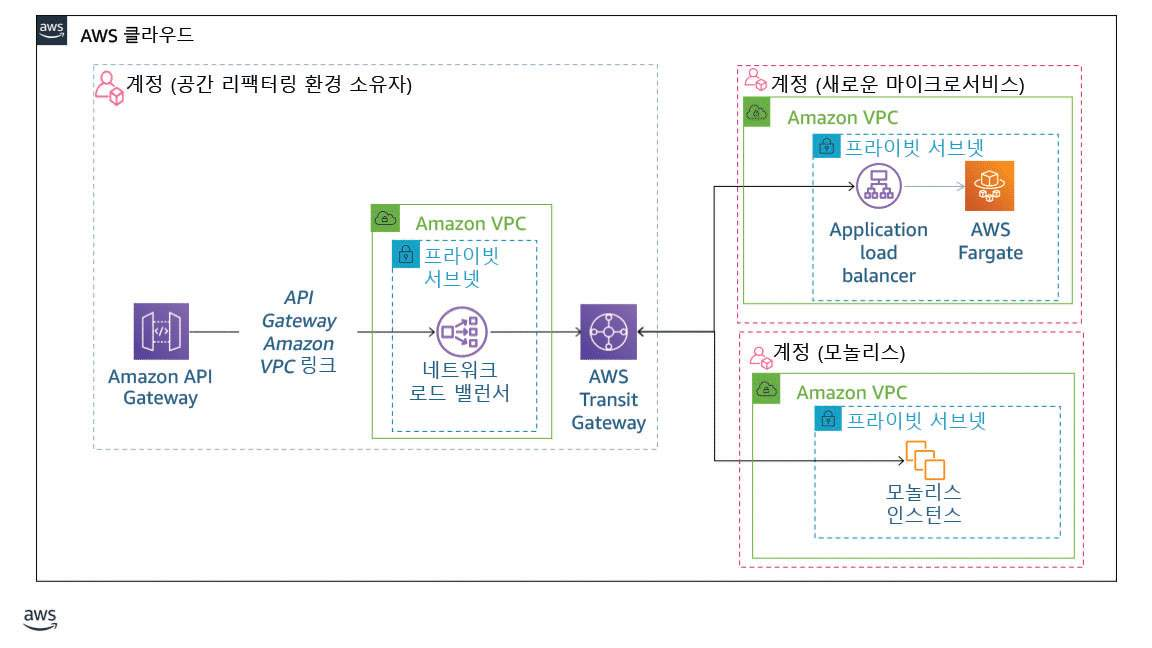 aws
AWS 클라우드
계정 (공간 리팩터링 환경 소유자)
Amazon API
Gateway
API
Gateway
Amazon
VPC 링크
Amazon VPC
프라이빗
서브넷
네트워크
로드 밸런서
AWS
Transit
Gateway
계정 (새로운 마이크로서비스)
Amazon VPC
프라이빗 서브넷
Application
load
balancer
AWS
Fargate
계정 (모놀리스)
Amazon VPC
프라이빗 서브넷
모놀리스
인스턴스
aws